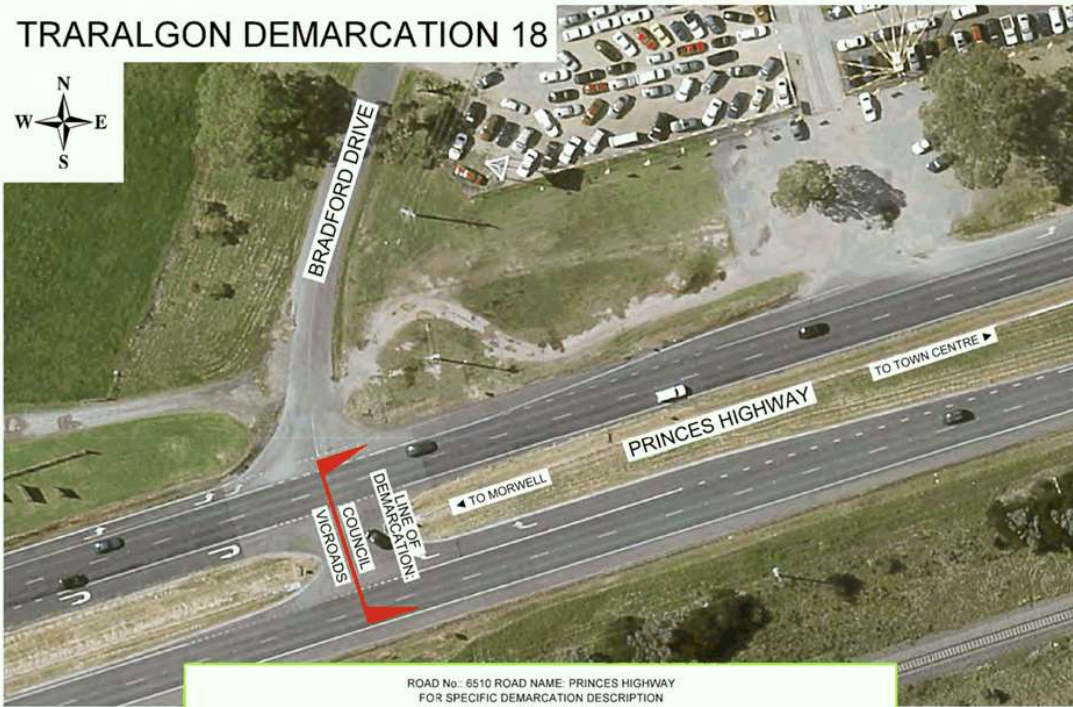 TRARALGON DEMARCATION 18
N
W E
S
BRADFORD DRIVE
TO TOWN CENTRE ►
PRINCES HIGHWAY
◄ TO MORWELL
LINE OF
DEMARCATION:
COUNCIL
VICROADS
ROAD No.: 6510 ROAD NAME: PRINCES HIGHWAY
FOR SPECIFIC DEMARCATION DESCRIPTION